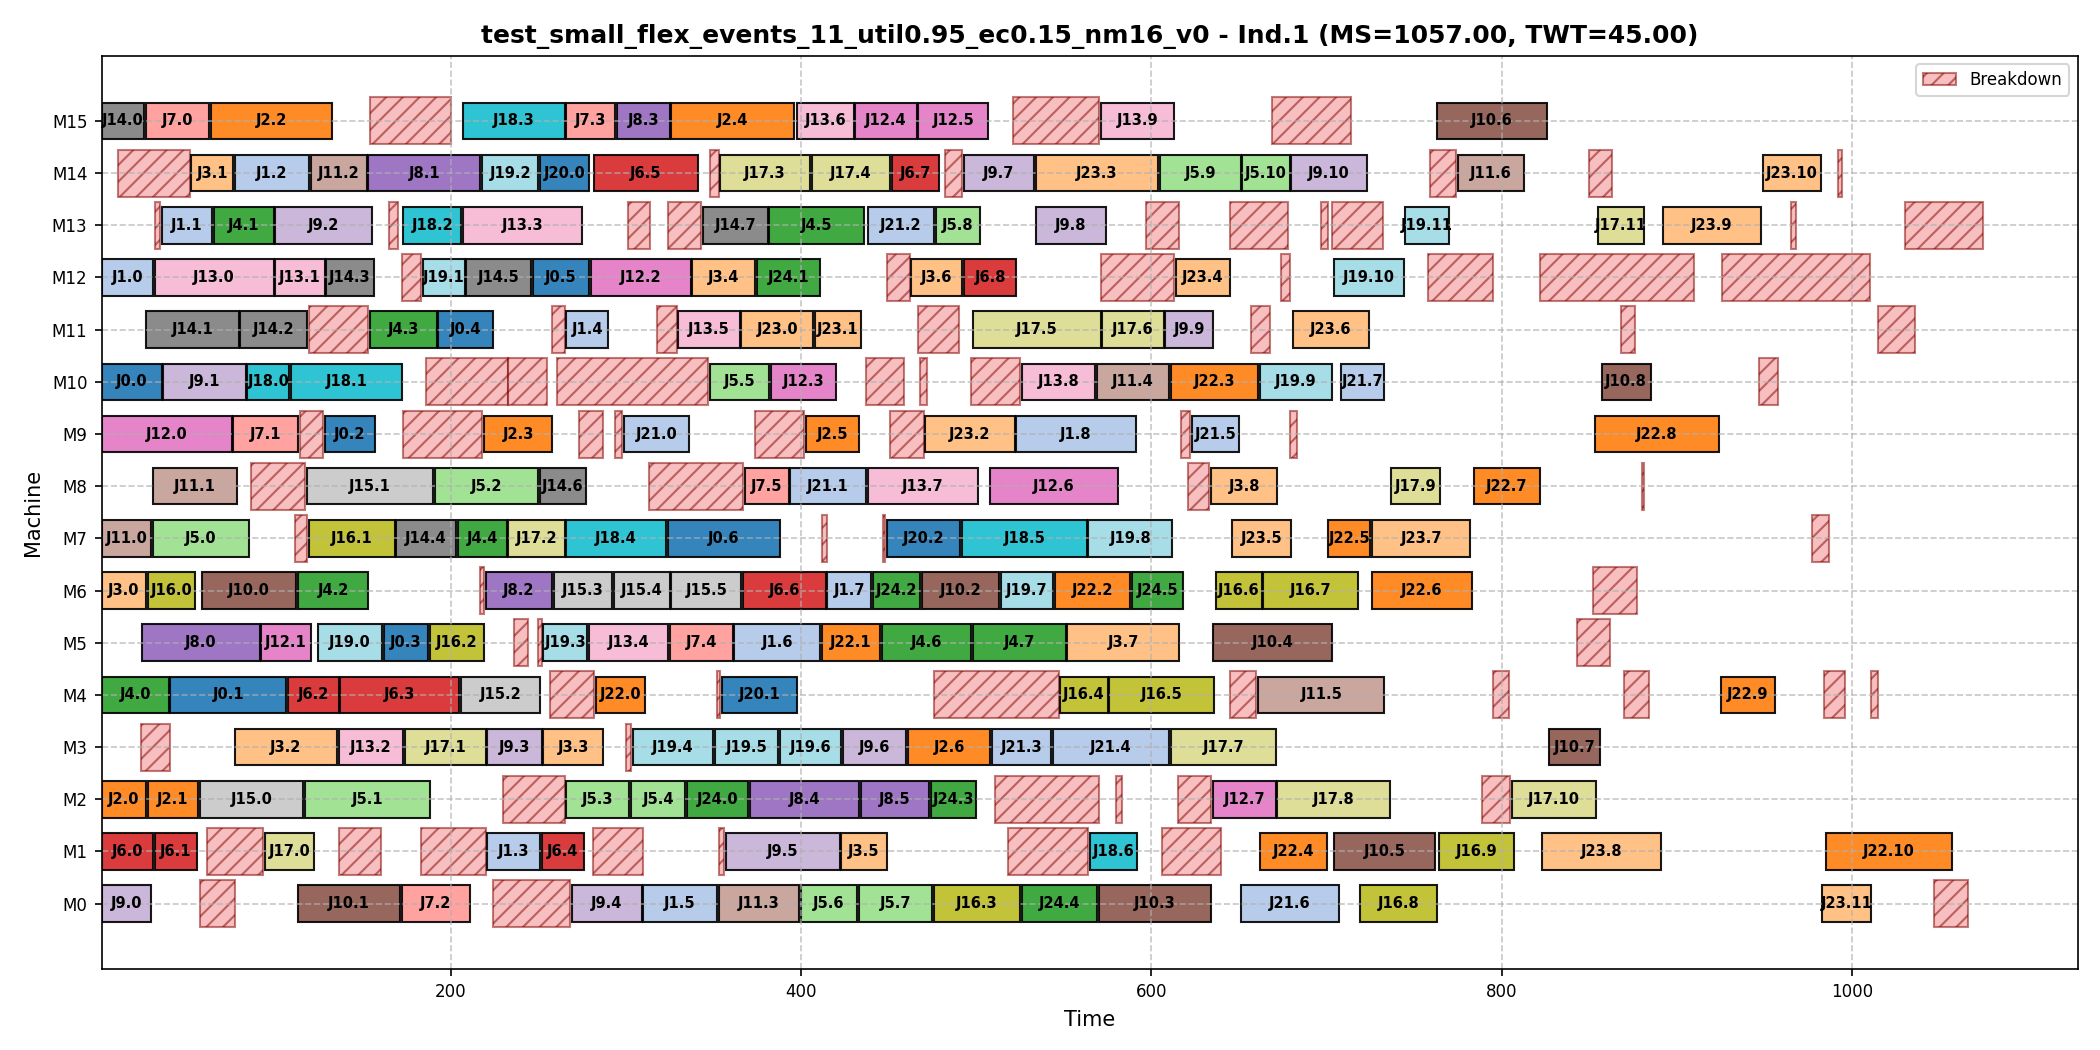 test_small_flex_events_11_util0.95_ec0.15_nm16_v0 - Ind.1 (MS=1057.00, TWT=45.00)
Breakdown
M15 J14.0 J7.0 J2.2 J18.3 J7.3 J8.3 J2.4 J13.6 J12.4 J12.5 J13.9 J10.6
M14 J3.1 J1.2 J11.2 J8.1 J19.2 J20.0 J6.5 J17.3 J17.4 J6.7 J9.7 J23.3 J5.9 J5.10 J9.10 J11.6 J23.10
M13 J1.1 J4.1 J9.2 J18.2 J13.3 J14.7 J4.5 J21.2 J5.8 J9.8 J19.11 J17.11 J23.9
M12 J1.0 J13.0 J13.1 J14.3 J19.1 J14.5 J0.5 J12.2 J3.4 J24.1 J3.6 J6.8 J23.4 J19.10
M11 J14.1 J14.2 J4.3 J0.4 J1.4 J13.5 J23.0 J23.1 J17.5 J17.6 J9.9 J23.6
M10 J0.0 J9.1 J18.0 J18.1 J5.5 J12.3 J13.8 J11.4 J22.3 J19.9 J21.7 J10.8
M9 J12.0 J7.1 J0.2 J2.3 J21.0 J2.5 J23.2 J1.8 J21.5 J22.8
M8 J11.1 J15.1 J5.2 J14.6 J7.5 J21.1 J13.7 J12.6 J3.8 J17.9 J22.7
M7 J11.0 J5.0 J16.1 J14.4 J4.4 J17.2 J18.4 J0.6 J20.2 J18.5 J19.8 J23.5 J22.5 J23.7
M6 J3.0 J16.0 J10.0 J4.2 J8.2 J15.3 J15.4 J15.5 J6.6 J1.7 J24.2 J10.2 J19.7 J22.2 J24.5 J16.6 J16.7 J22.6
M5 J8.0 J12.1 J19.0 J0.3 J16.2 J19.3 J13.4 J7.4 J1.6 J22.1 J4.6 J4.7 J3.7 J10.4
M4 J4.0 J0.1 J6.2 J6.3 J15.2 J22.0 J20.1 J16.4 J16.5 J11.5 J22.9
M3 J3.2 J13.2 J17.1 J9.3 J3.3 J19.4 J19.5 J19.6 J9.6 J2.6 J21.3 J21.4 J17.7 J10.7
M2 J2.0 J2.1 J15.0 J5.1 J5.3 J5.4 J24.0 J8.4 J8.5 J24.3 J12.7 J17.8 J17.10
M1 J6.0 J6.1 J17.0 J1.3 J6.4 J9.5 J3.5 J18.6 J22.4 J10.5 J16.9 J23.8 J22.10
M0 J9.0 J10.1 J7.2 J9.4 J1.5 J11.3 J5.6 J5.7 J16.3 J24.4 J10.3 J21.6 J16.8 J23.11
Machine
200 400 600 800 1000
Time